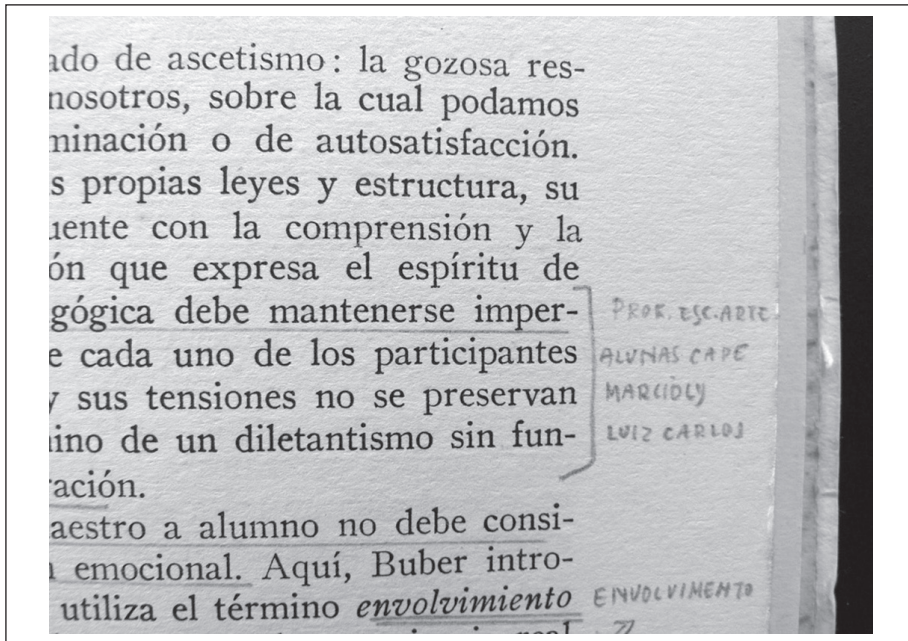 ado de ascetismo: la gozosa res-
nosotros, sobre la cual podamos
minación o de autosatisfacción.
s propias leyes y estructura, su
uente con la comprensión y la
ón que expresa el espíritu de
gógica debe mantenerse imper-
e cada uno de los participantes
y sus tensiones no se preservan
ino de un diletantismo sin fun-
ación.
aestro a alumno no debe consi-
emocional. Aquí, Buber intro-
utiliza el término envolvimiento
PROF. ESC. ARTE
ALUNAS CAPE
LUIZ CARLOS
ENVOLVIMENTO